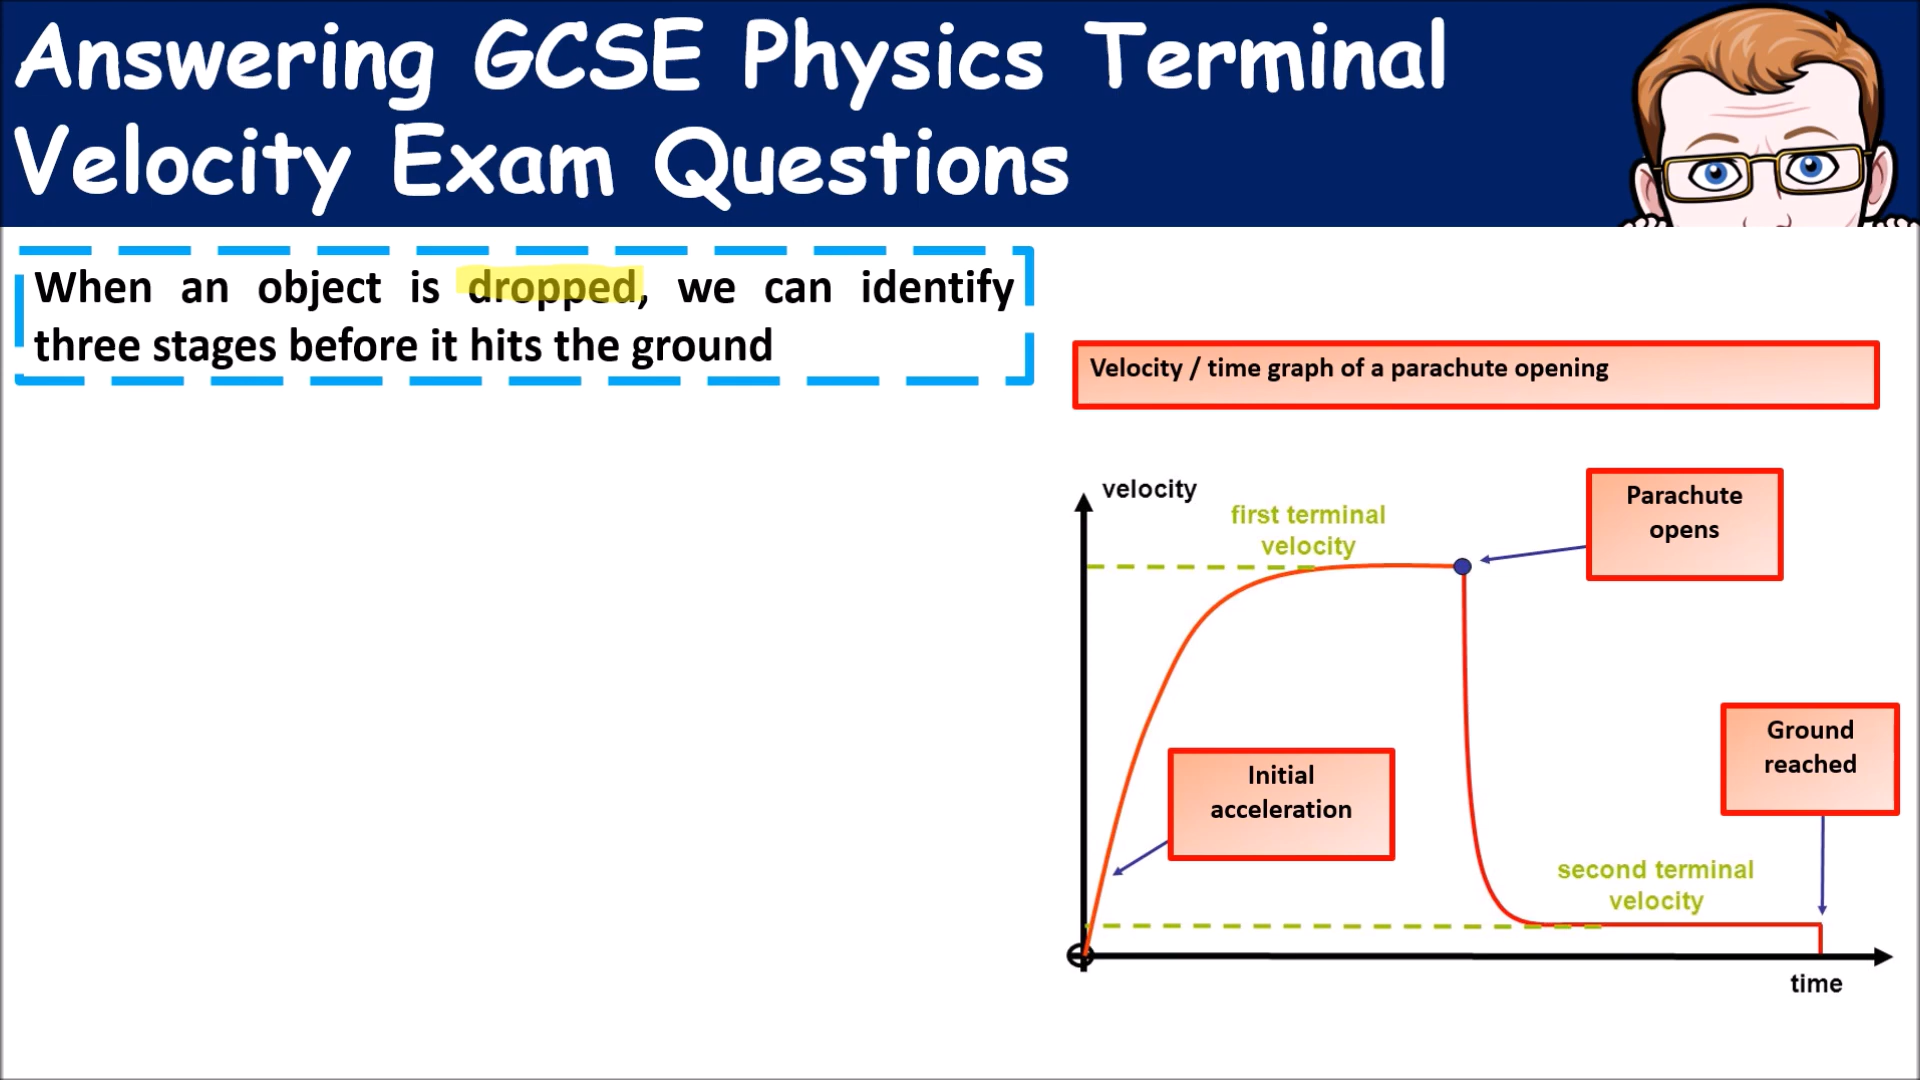 Answering GCSE Physics Terminal
Velocity Exam Questions
When an object is dropped, we can identify
three stages before it hits the ground
Velocity / time graph of a parachute opening
velocity
first terminal
velocity
Parachute
opens
Initial
acceleration
Ground
reached
second terminal
velocity
time